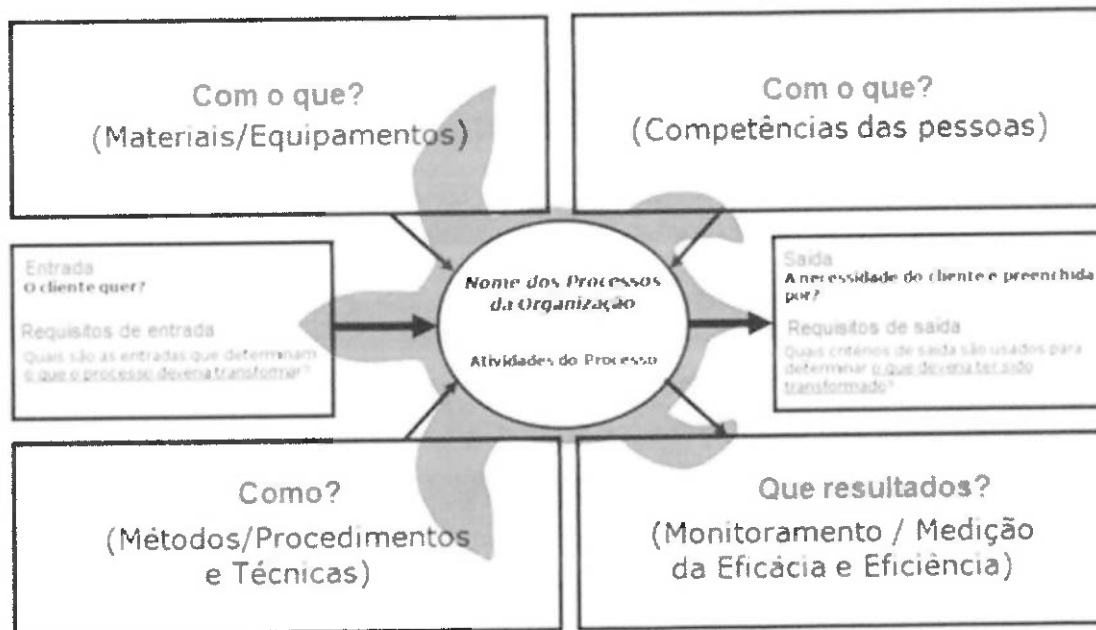 Com o que?
(Materiais/Equipamentos)
Com o que?
(Competências das pessoas)
Entrada
O cliente quer?
Requisitos de entrada
Quais são as entradas que determinam
o que o processo deveria transformar?
Nome dos Processos
da Organização
Atividades do Processo
Saída
A necessidade do cliente e preenchida
por?
Requisitos de saída
Quais critérios de saída são usados para
determinar o que deveria ter sido
transformado?
Como?
(Métodos/Procedimentos
e Técnicas)
Que resultados?
(Monitoramento / Medição
da Eficácia e Eficiência)